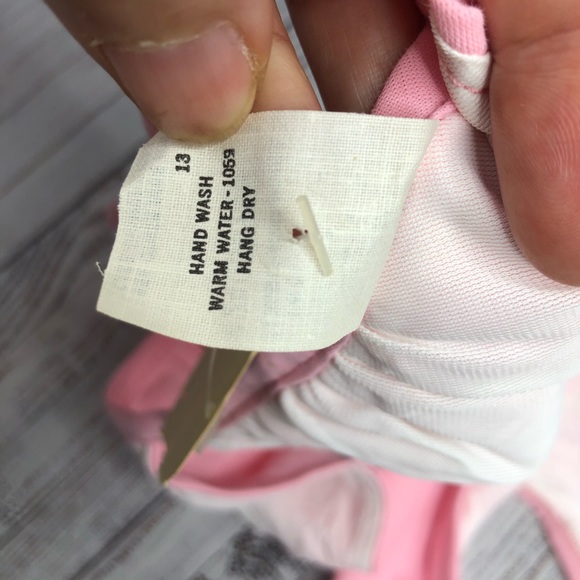 13
HAND WASH
WARM WATER - 1059
HANG DRY